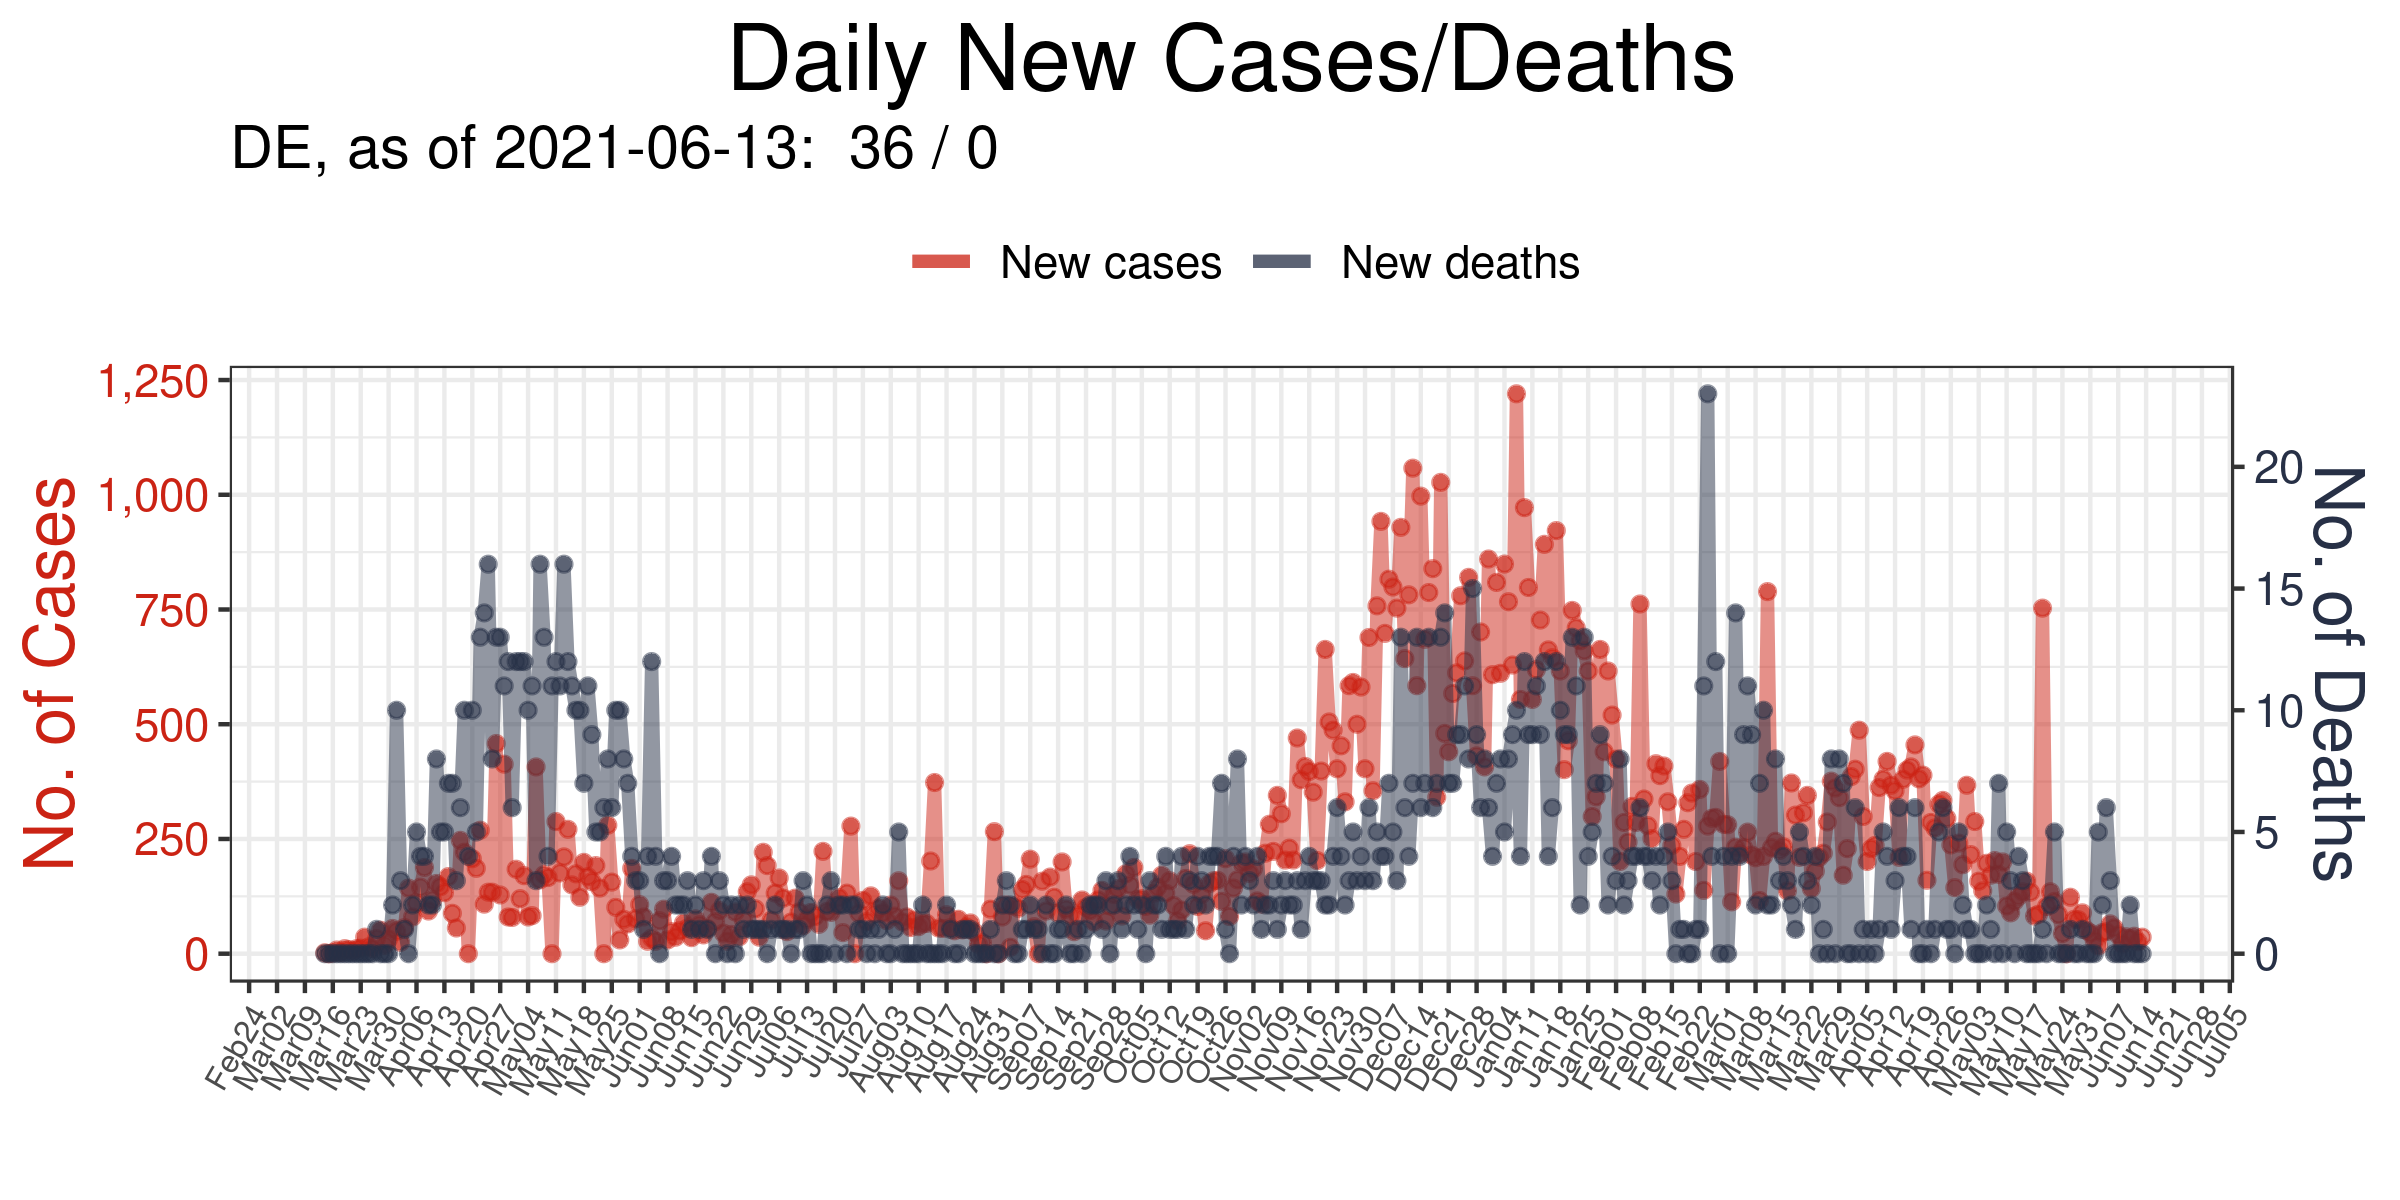 Daily New Cases/Deaths
DE, as of 2021-06-13:  36 / 0
New cases
New deaths
No. of Cases
1,250
1,000
750
500
250
0
20
15
10
5
0
No. of Deaths
Feb24
Mar02
Mar09
Mar16
Mar23
Mar30
Apr06
Apr13
Apr20
Apr27
May04
May11
May18
May25
Jun01
Jun08
Jun15
Jun22
Jun29
Jul06
Jul13
Jul20
Jul27
Aug03
Aug10
Aug17
Aug24
Aug31
Sep07
Sep14
Sep21
Sep28
Oct05
Oct12
Oct19
Oct26
Nov02
Nov09
Nov16
Nov23
Nov30
Dec07
Dec14
Dec21
Dec28
Jan04
Jan11
Jan18
Jan25
Feb01
Feb08
Feb15
Feb22
Mar01
Mar08
Mar15
Mar22
Mar29
Apr05
Apr12
Apr19
Apr26
May03
May10
May17
May24
May31
Jun07
Jun14
Jun21
Jun28
Jul05